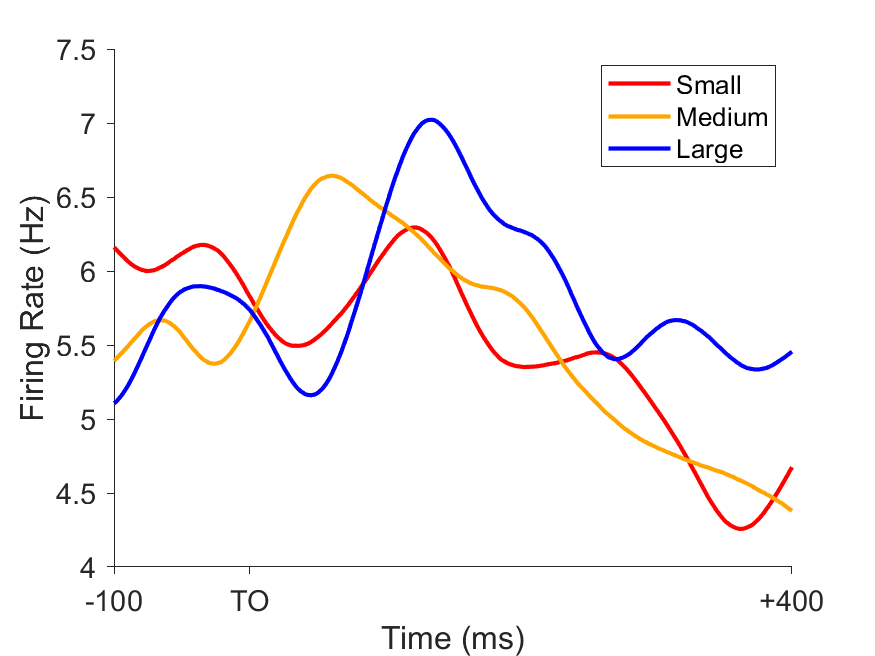 7.5
7
6.5
6
5.5
5
4.5
4
Firing Rate (Hz)
Small
Medium
Large
-100 TO +400
Time (ms)